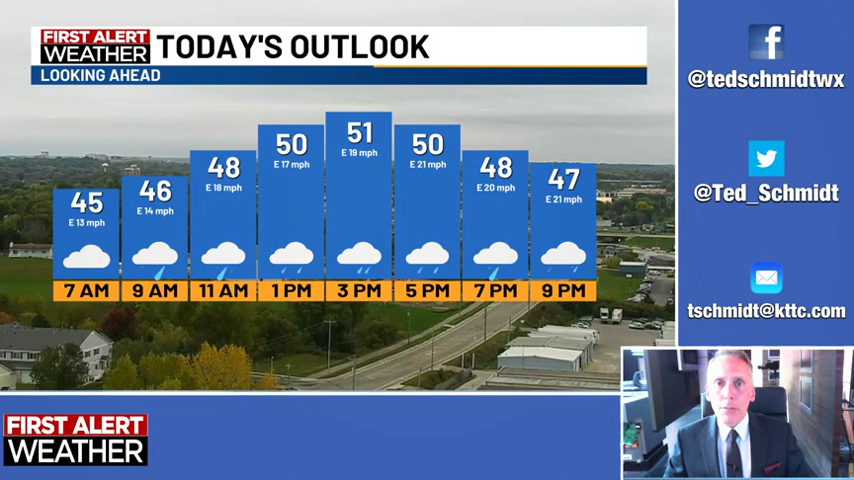 FIRST ALERT
WEATHER
TODAY'S OUTLOOK
LOOKING AHEAD
45
E 13 mph
7 AM
46
E 14 mph
9 AM
48
E 18 mph
11 AM
50
E 17 mph
1 PM
51
E 19 mph
3 PM
50
E 21 mph
5 PM
48
E 20 mph
7 PM
47
E 21 mph
9 PM
f
@tedschmidtwx
@Ted_Schmidt
tschmidt@kttc.com
FIRST ALERT
WEATHER